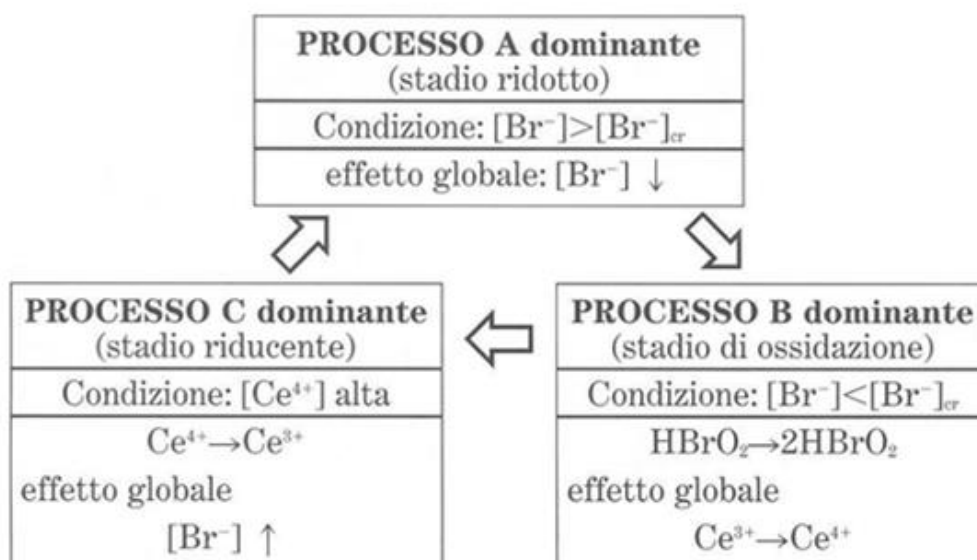 PROCESSO A dominante
(stadio ridotto)
Condizione: [Br⁻]>[Br⁻]cr
effetto globale: [Br⁻] ↓
PROCESSO C dominante
(stadio riducente)
Condizione: [Ce⁴⁺] alta
Ce⁴⁺→Ce³⁺
effetto globale
[Br⁻] ↑
PROCESSO B dominante
(stadio di ossidazione)
Condizione: [Br⁻]<[Br⁻]cr
HBrO₂→2HBrO₂
effetto globale
Ce³⁺→Ce⁴⁺